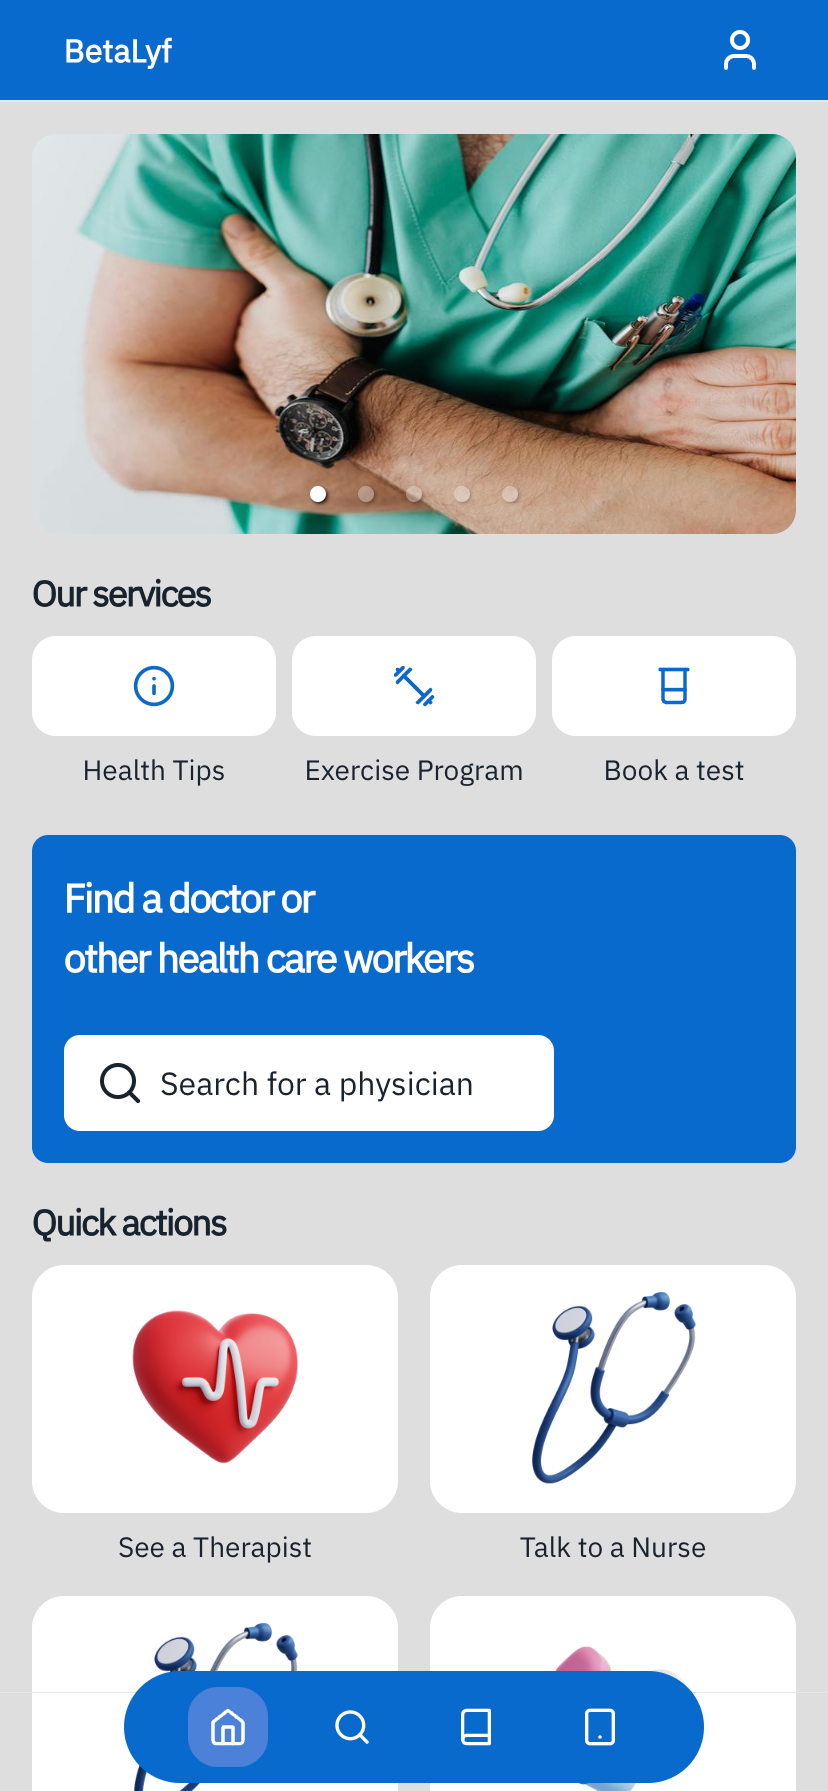 BetaLyf
Our services
Health Tips
Exercise Program
Book a test
Find a doctor or
other health care workers
Search for a physician
Quick actions
See a Therapist
Talk to a Nurse